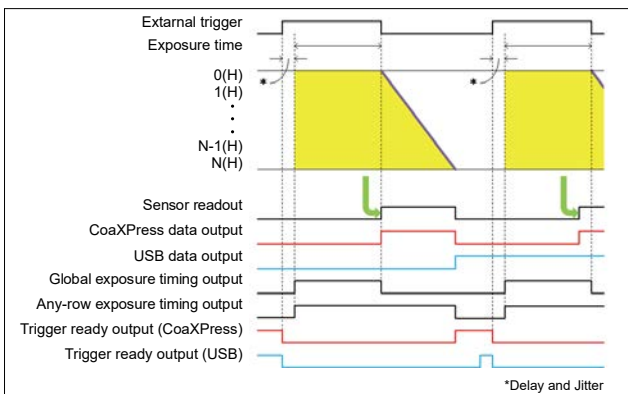 External trigger
Exposure time
*
*
0(H)
1(H)
·
·
·
N-1(H)
N(H)
Sensor readout
CoaXPress data output
USB data output
Global exposure timing output
Any-row exposure timing output
Trigger ready output (CoaXPress)
Trigger ready output (USB)
*Delay and Jitter